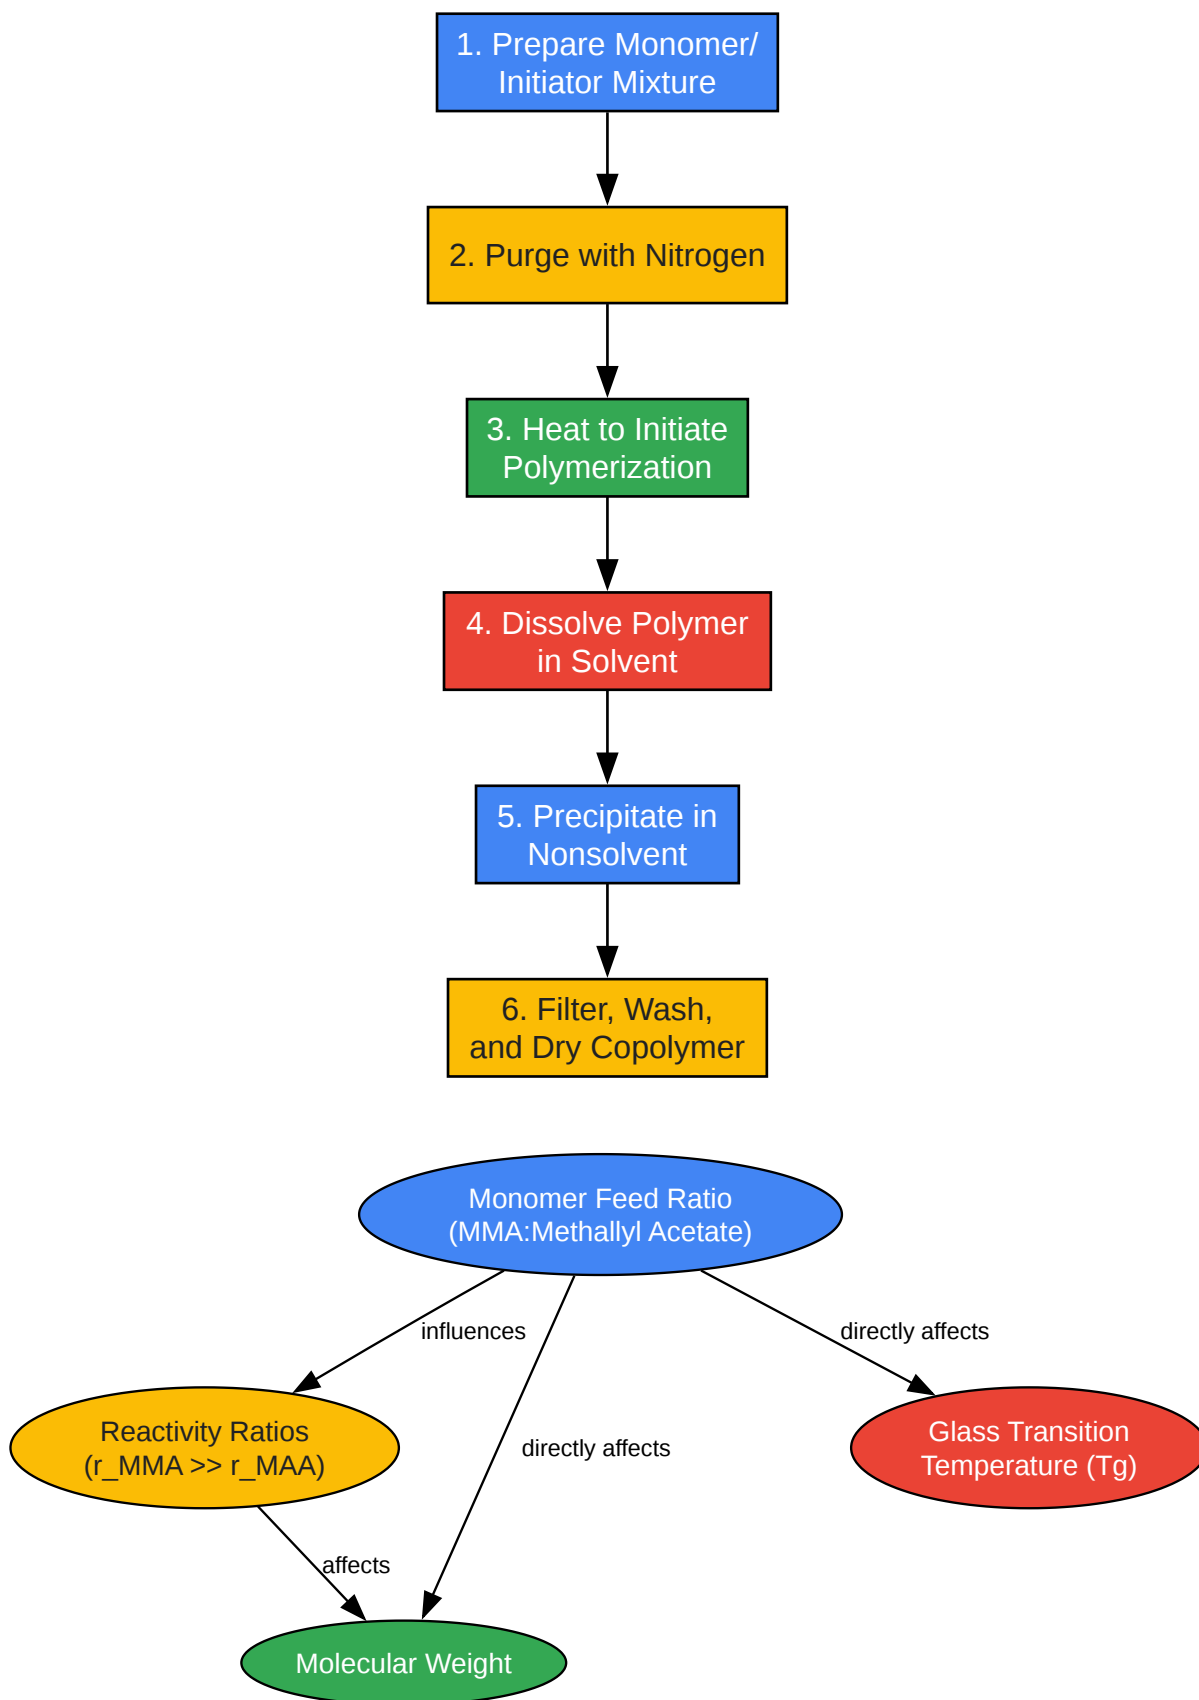 1. Prepare Monomer/
Initiator Mixture
2. Purge with Nitrogen
3. Heat to Initiate
Polymerization
4. Dissolve Polymer
in Solvent
5. Precipitate in
Nonsolvent
6. Filter, Wash,
and Dry Copolymer
Monomer Feed Ratio
(MMA:Methallyl Acetate)
influences
directly affects
Reactivity Ratios
(r_MMA >> r_MAA)
directly affects
Glass Transition
Temperature (Tg)
affects
Molecular Weight